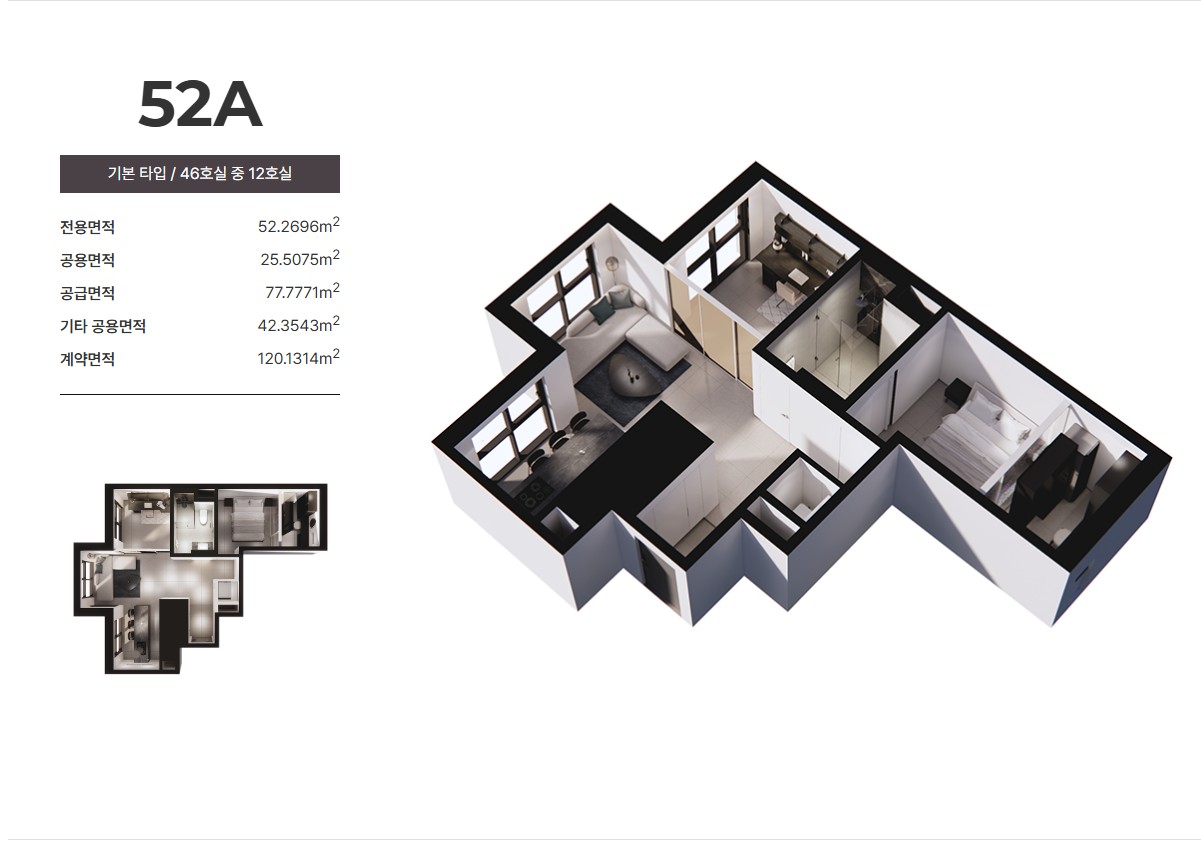 52A
기본 타입 / 46호실 중 12호실
전용면적 52.2696m²
공용면적 25.5075m²
공급면적 77.7771m²
기타 공용면적 42.3543m²
계약면적 120.1314m²